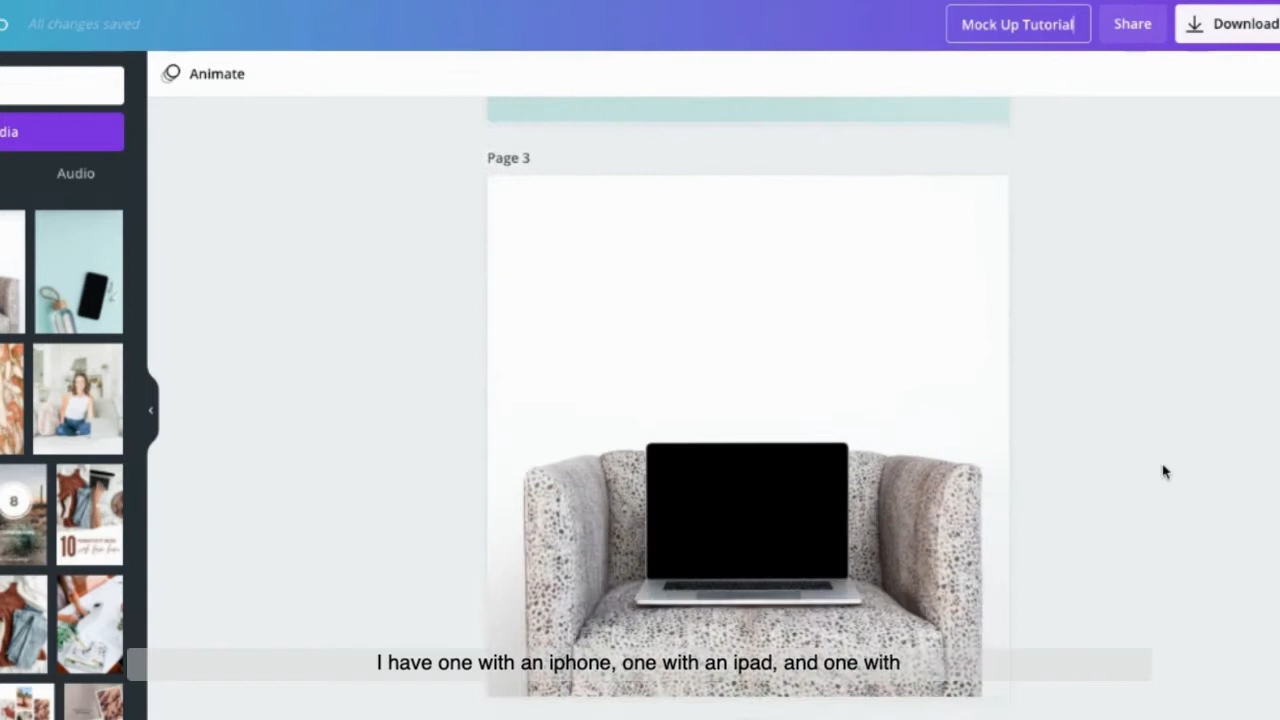 All changes saved
Mock Up Tutorial
Share
Download
Animate
dia
Audio
Page 3
8
10
I have one with an iphone, one with an ipad, and one with